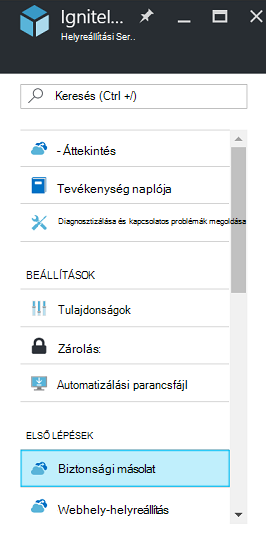 Ignitel...
Helyreállítási Ser..
Keresés (Ctrl +/)
- Áttekintés
Tevékenység naplója
Diagnosztizálása és kapcsolatos problémák megoldása
BEÁLLÍTÁSOK
Tulajdonságok
Zárolás:
Automatizálási parancsfájl
ELSŐ LÉPÉSEK
Biztonsági másolat
Webhely-helyreállítás